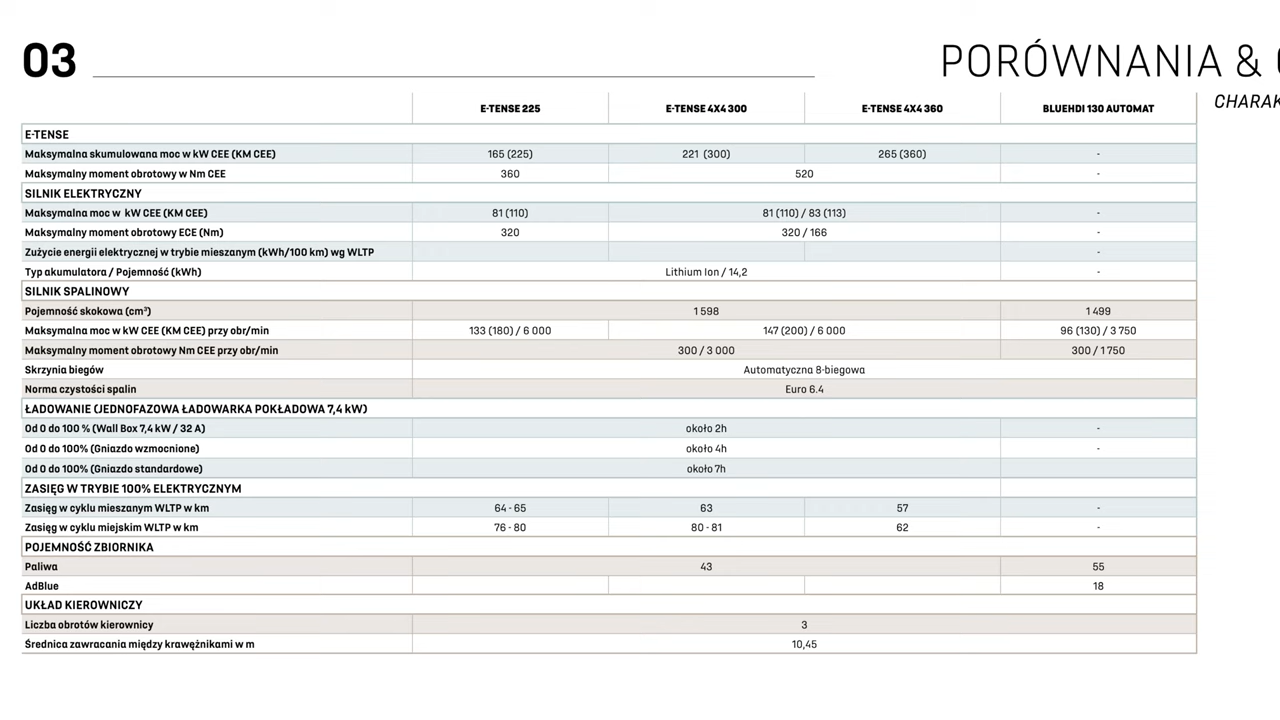 03
PORÓWNANIA &
CHARAK
E-TENSE 225 E-TENSE 4X4 300 E-TENSE 4X4 360 BLUEHDI 130 AUTOMAT
E-TENSE
Maksymalna skumulowana moc w kW CEE (KM CEE) 165 (225) 221 (300) 265 (360) -
Maksymalny moment obrotowy w Nm CEE 360 520 -
SILNIK ELEKTRYCZNY
Maksymalna moc w kW CEE (KM CEE) 81 (110) 81 (110) / 83 (113) -
Maksymalny moment obrotowy ECE (Nm) 320 320 / 166 -
Zużycie energii elektrycznej w trybie mieszanym (kWh/100 km) wg WLTP -
Typ akumulatora / Pojemność (kWh) Lithium Ion / 14,2 -
SILNIK SPALINOWY
Pojemność skokowa (cm³) 1 598 1 499
Maksymalna moc w kW CEE (KM CEE) przy obr/min 133 (180) / 6 000 147 (200) / 6 000 96 (130) / 3 750
Maksymalny moment obrotowy Nm CEE przy obr/min 300 / 3 000 300 / 1 750
Skrzynia biegów Automatyczna 8-biegowa
Norma czystości spalin Euro 6.4
ŁADOWANIE (JEDNOFAZOWA ŁADOWARKA POKŁADOWA 7,4 kW)
Od 0 do 100 % (Wall Box 7,4 kW / 32 A) około 2h -
Od 0 do 100% (Gniazdo wzmocnione) około 4h -
Od 0 do 100% (Gniazdo standardowe) około 7h
ZASIĘG W TRYBIE 100% ELEKTRYCZNYM
Zasięg w cyklu mieszanym WLTP w km 64 - 65 63 57 -
Zasięg w cyklu miejskim WLTP w km 76 - 80 80 - 81 62 -
POJEMNOŚĆ ZBIORNIKA
Paliwa 43 55
AdBlue 18
UKŁAD KIEROWNICZY
Liczba obrotów kierownicy 3
Średnica zawracania między krawężnikami w m 10,45